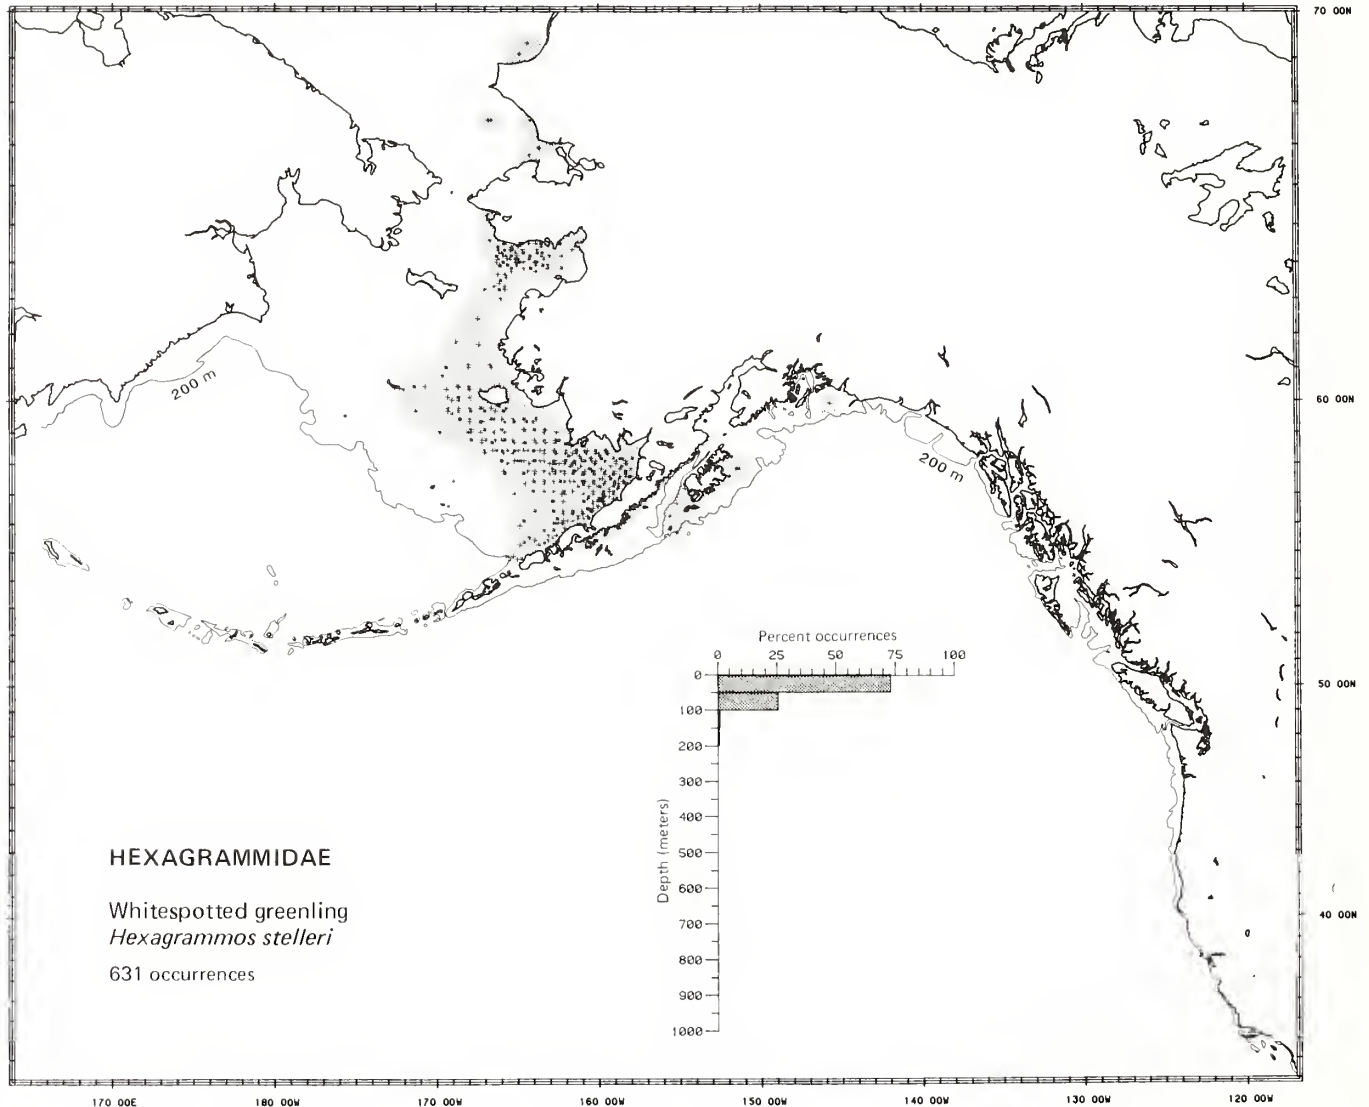 70 00N
200 m
60 00N
200 m
Percent occurrences
0 25 50 75 100
50 00N
0
100
200
300
400
500
600
700
800
900
1000
Depth (meters)
HEXAGRAMMIDAE
Whitespotted greenling
Hexagrammos stelleri
631 occurrences
40 00N
170 00E 180 00W 170 00W 160 00W 150 00W 140 00W 130 00W 120 00W